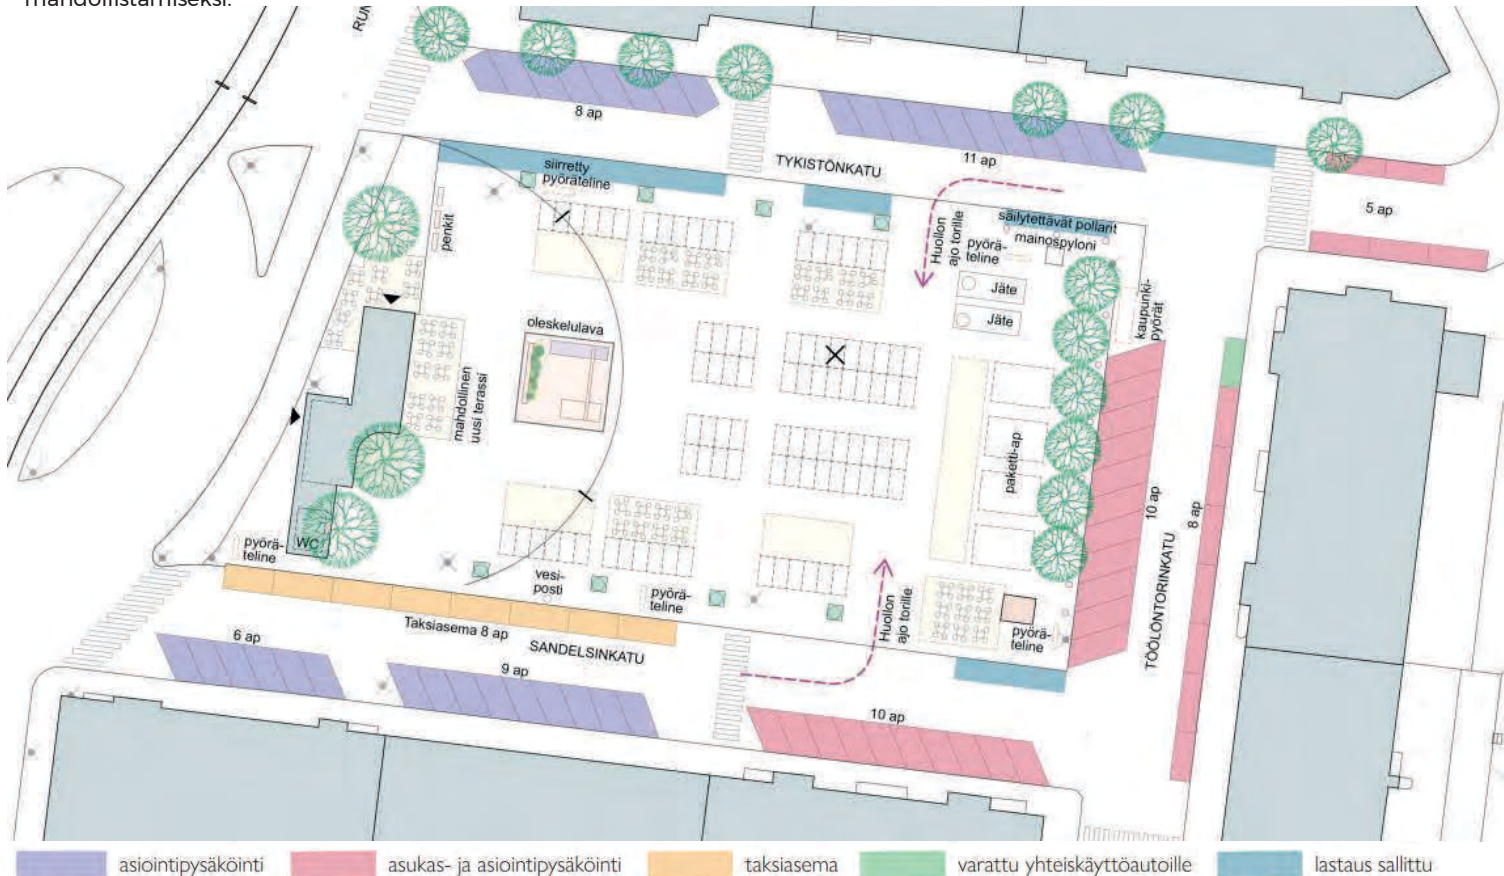 mahdollistamiseksi.
RUN
8 ap
TYKISTÖNKATU
11 ap
5 ap
siirretty
pyöräteline
penkit
Huollon
ajo torille
säilytettävät pollarit
mainospyloni
pyörä-
teline
Jäte
Jäte
kaupunki-
pyörät
oleskelulava
mahdollinen
uusi terassi
paketti-ap
10 ap
8 ap
TÖÖLÖNTORINKATU
pyörä-
teline
WC
vesi-
posti
pyörä-
teline
Huollon
ajo torille
pyörä-
teline
Taksiasema 8 ap
SANDELSINKATU
6 ap
9 ap
10 ap
asiointipysäköinti
asukas- ja asiointipysäköinti
taksiasema
varattu yhteiskäyttöautoille
lastaus sallittu